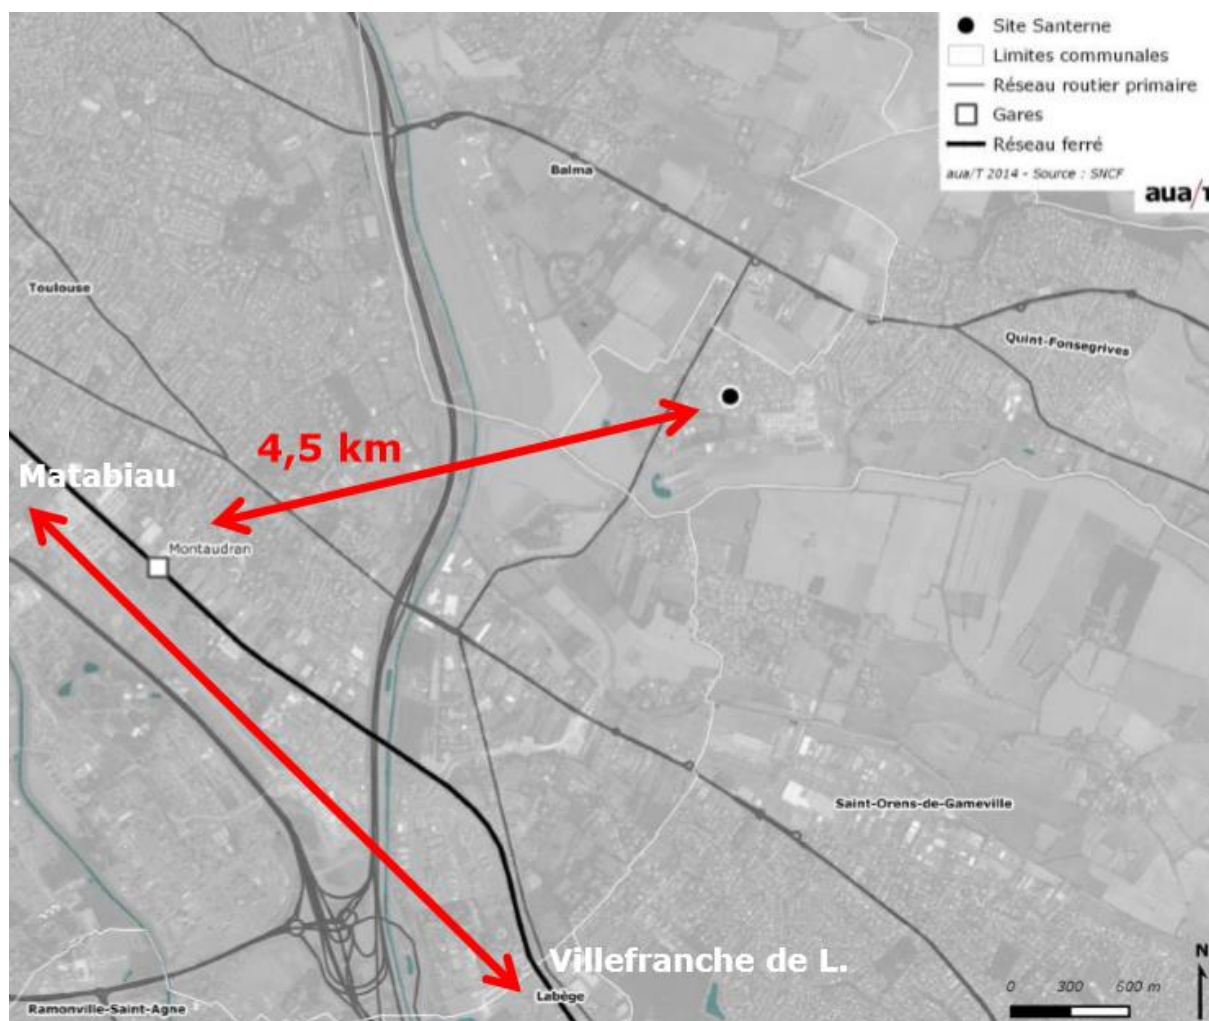 Site Santerne
Limites communales
Réseau routier primaire
Gares
Réseau ferré
aua/T 2014 - Source : SNCF
aua/T
Balma
Toulouse
Quint-Fonsegrives
4,5 km
Matabiau
Montaudran
Saint-Orens-de-Gameville
Villefranche de L.
Labège
Ramonville-Saint-Agne
N
0 300 600 m